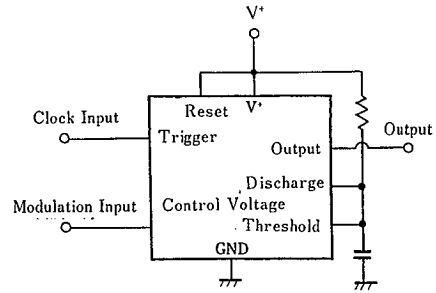 V⁺
Reset V⁺
Clock Input
Trigger
Output
Output
Discharge
Modulation Input
Control Voltage
Threshold
GND